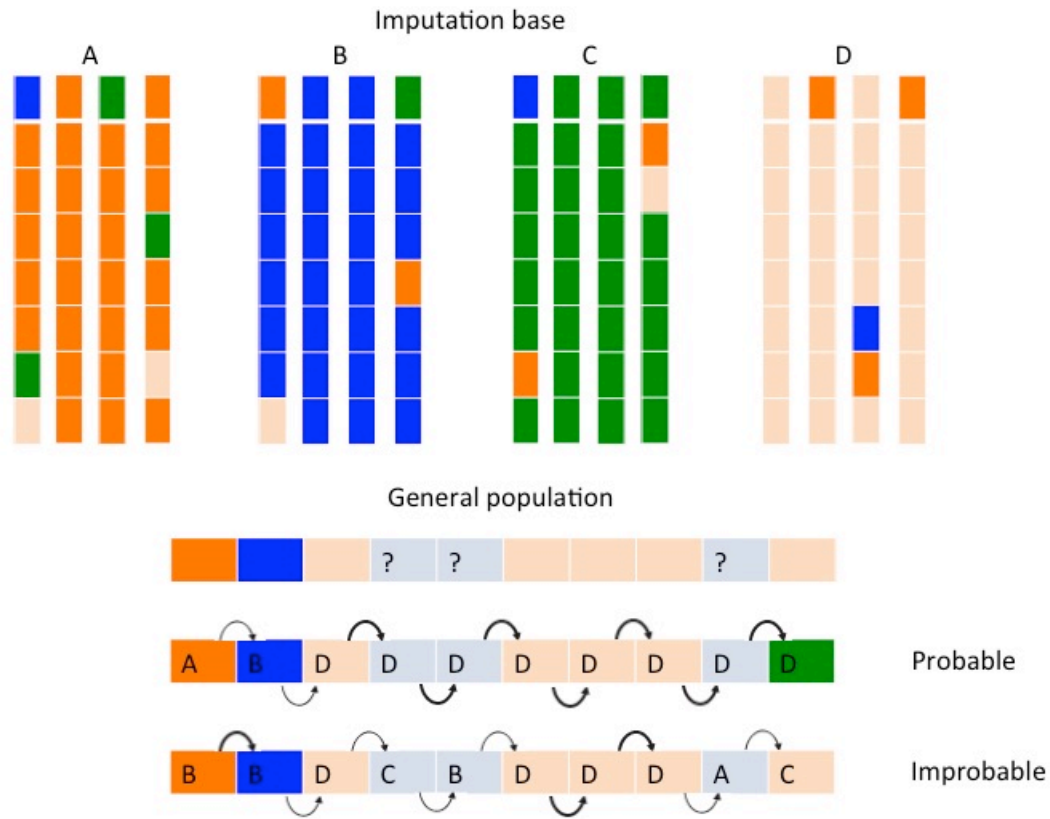 Imputation base
A B C D
General population
? ? ?
A B D D D D D D D D Probable
B B D C B D D D A C Improbable